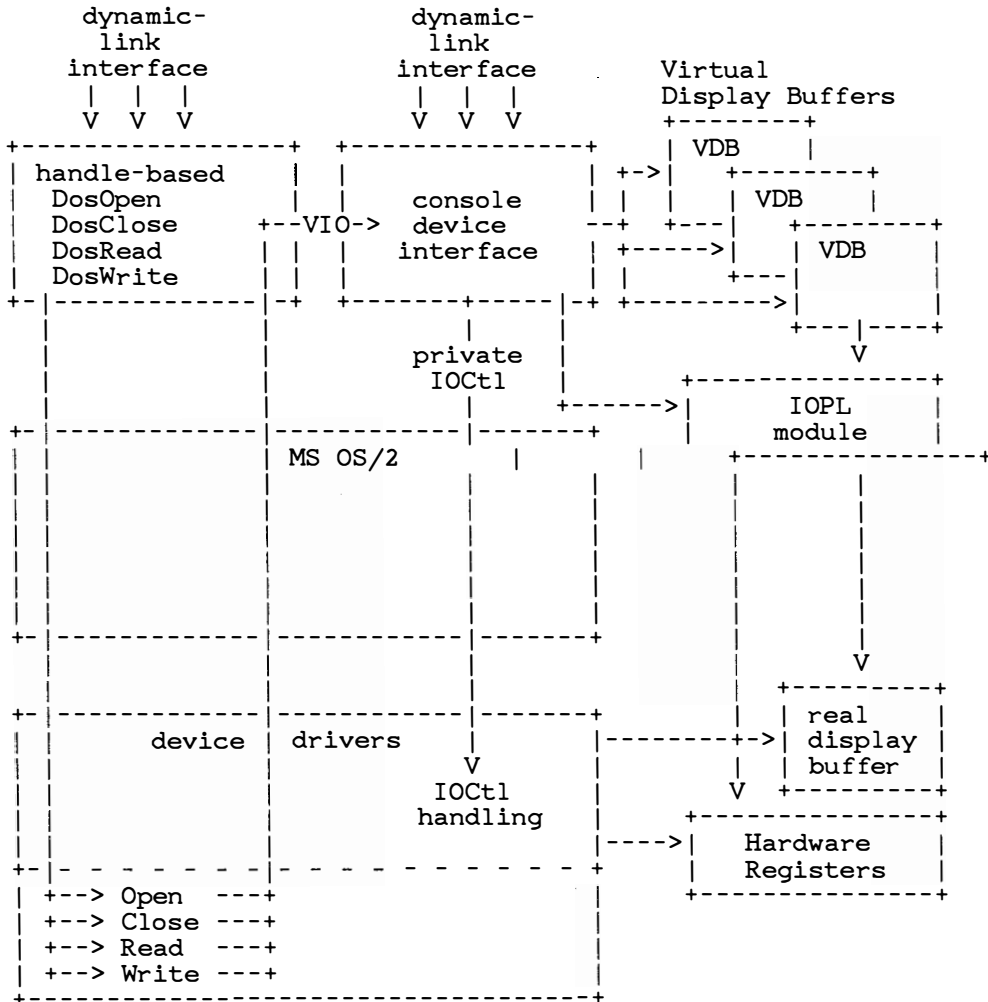 dynamic-
link
interface
dynamic-
link
interface
Virtual
Display Buffers
V V V
V V V
handle-based
DosOpen
DosClose
DosRead
DosWrite
VIO
console
device
interface
VDB
VDB
VDB
V
private
IOCtl
IOPL
module
MS OS/2
V
device drivers
V
IOCtl
handling
real
display
buffer
V
Hardware
Registers
Open
Close
Read
Write